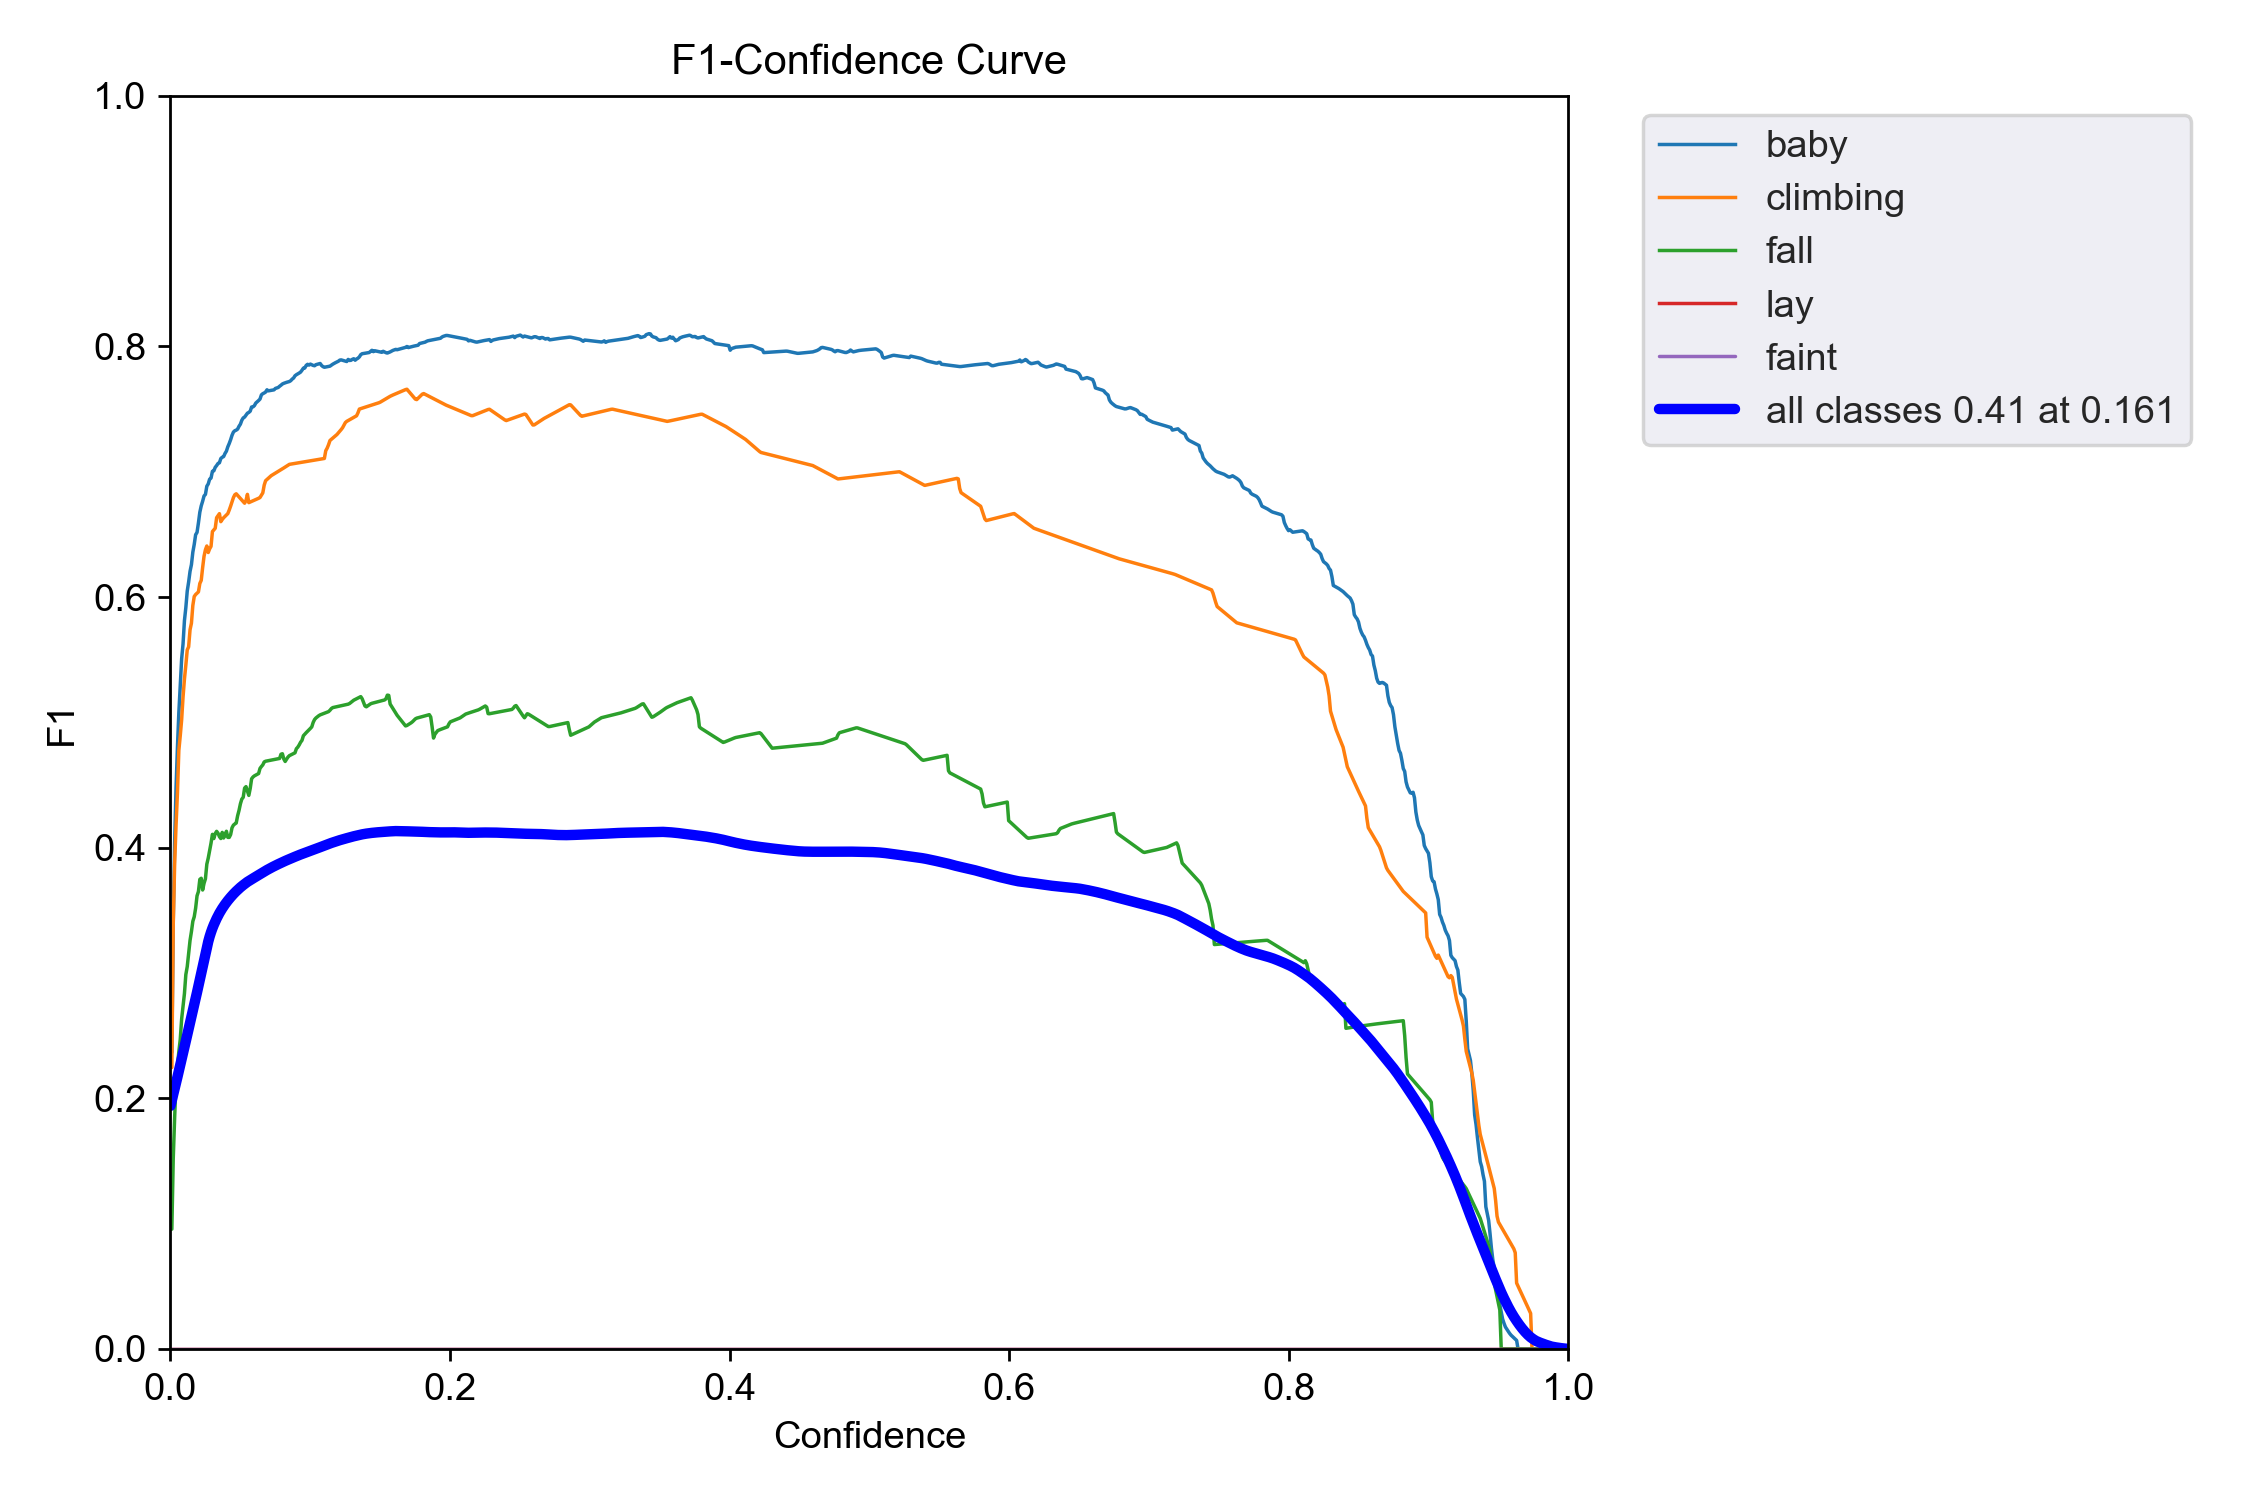 F1-Confidence Curve
1.0
0.8
0.6
0.4
0.2
0.0
F1
0.0 0.2 0.4 0.6 0.8 1.0
Confidence
baby
climbing
fall
lay
faint
all classes 0.41 at 0.161